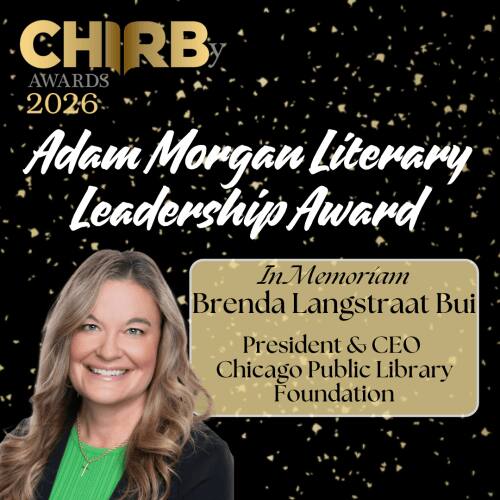 CHIRBy
AWARDS
2026
Adam Morgan Literary
Leadership Award
In Memoriam
Brenda Langstraat Bui
President & CEO
Chicago Public Library
Foundation